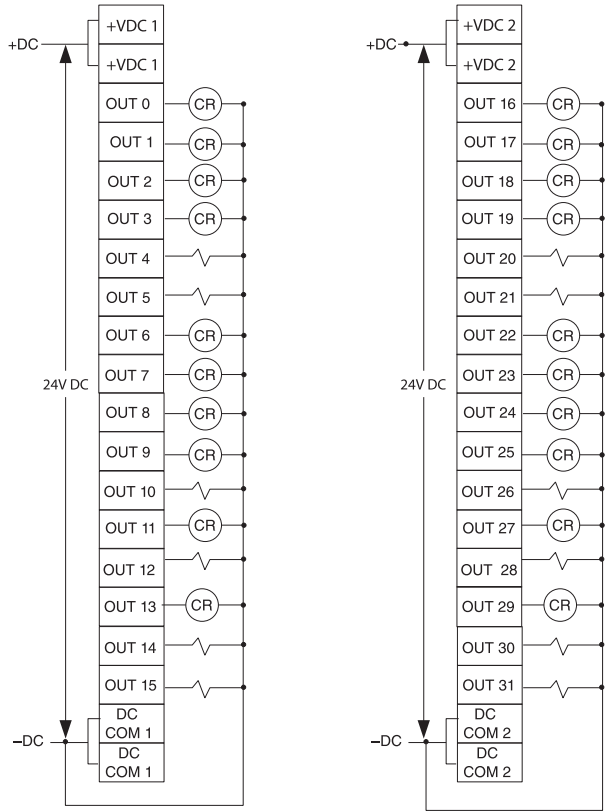 +VDC 1
+DC
+VDC 1
OUT 0 CR
OUT 1 CR
OUT 2 CR
OUT 3 CR
OUT 4
OUT 5
OUT 6 CR
24V DC
OUT 7 CR
OUT 8 CR
OUT 9 CR
OUT 10
OUT 11 CR
OUT 12
OUT 13 CR
OUT 14
OUT 15
DC
COM 1
–DC
DC
COM 1
+VDC 2
+DC
+VDC 2
OUT 16 CR
OUT 17 CR
OUT 18 CR
OUT 19 CR
OUT 20
OUT 21
OUT 22 CR
24V DC
OUT 23 CR
OUT 24 CR
OUT 25 CR
OUT 26
OUT 27 CR
OUT 28
OUT 29 CR
OUT 30
OUT 31
DC
COM 2
–DC
DC
COM 2